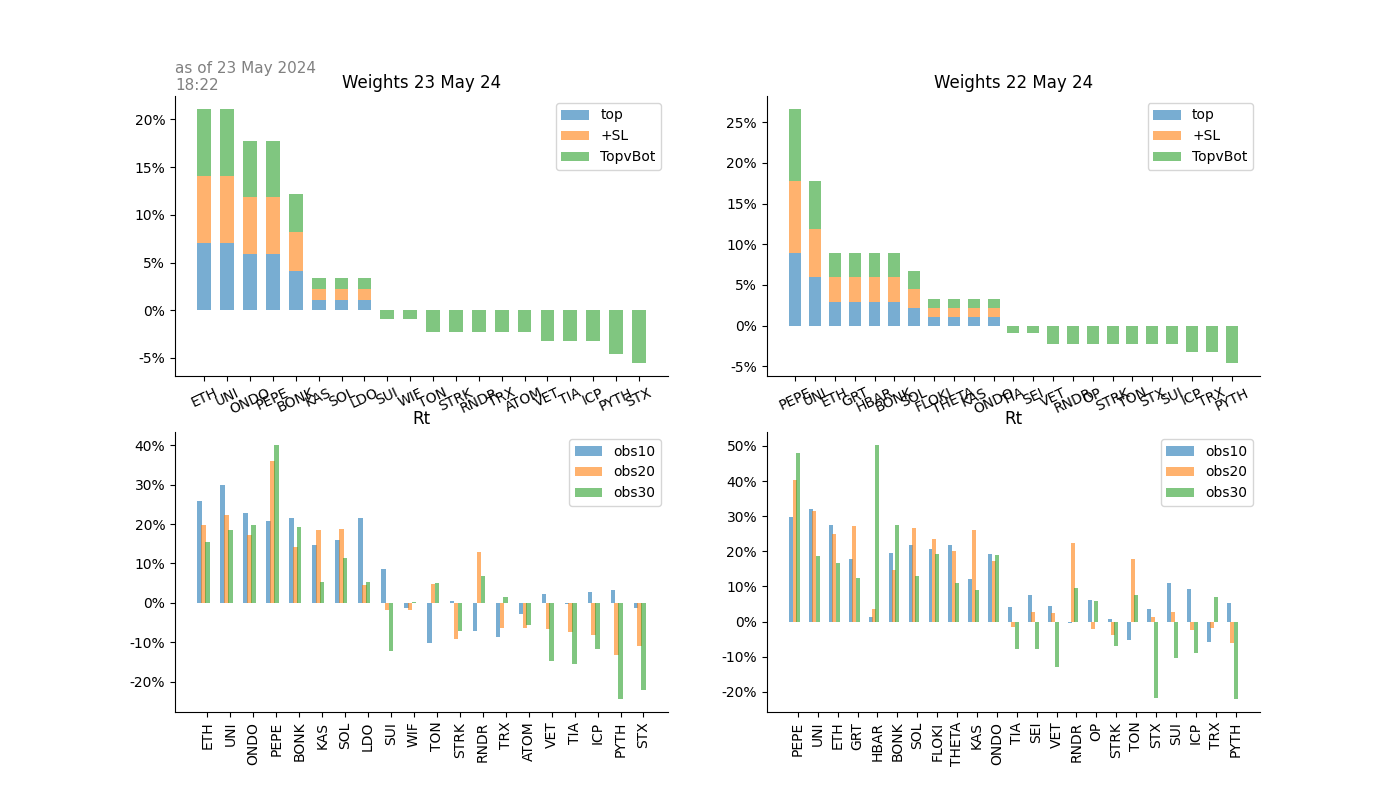 as of 23 May 2024
18:22
Weights 23 May 24
20%
15%
10%
5%
0%
-5%
top
+SL
TopvBot
ETH UNI ONDO PEPE BONK KAS SOL LDO SUI WIF TON STRK RNDR TRX ATOM VET TIA ICP PYTH STX
Weights 22 May 24
25%
20%
15%
10%
5%
0%
-5%
top
+SL
TopvBot
PEPE UNI ETH GRT HBAR BONK SOL FLOKI THETA KAS ONDO TIA SEI VET RNDR OP STRK TON STX SUI ICP TRX PYTH
Rt
40%
30%
20%
10%
0%
-10%
-20%
obs10
obs20
obs30
ETH UNI ONDO PEPE BONK KAS SOL LDO SUI WIF TON STRK RNDR TRX ATOM VET TIA ICP PYTH STX
Rt
50%
40%
30%
20%
10%
0%
-10%
-20%
obs10
obs20
obs30
PEPE UNI ETH GRT HBAR BONK SOL FLOKI THETA KAS ONDO TIA SEI VET RNDR OP STRK TON STX SUI ICP TRX PYTH